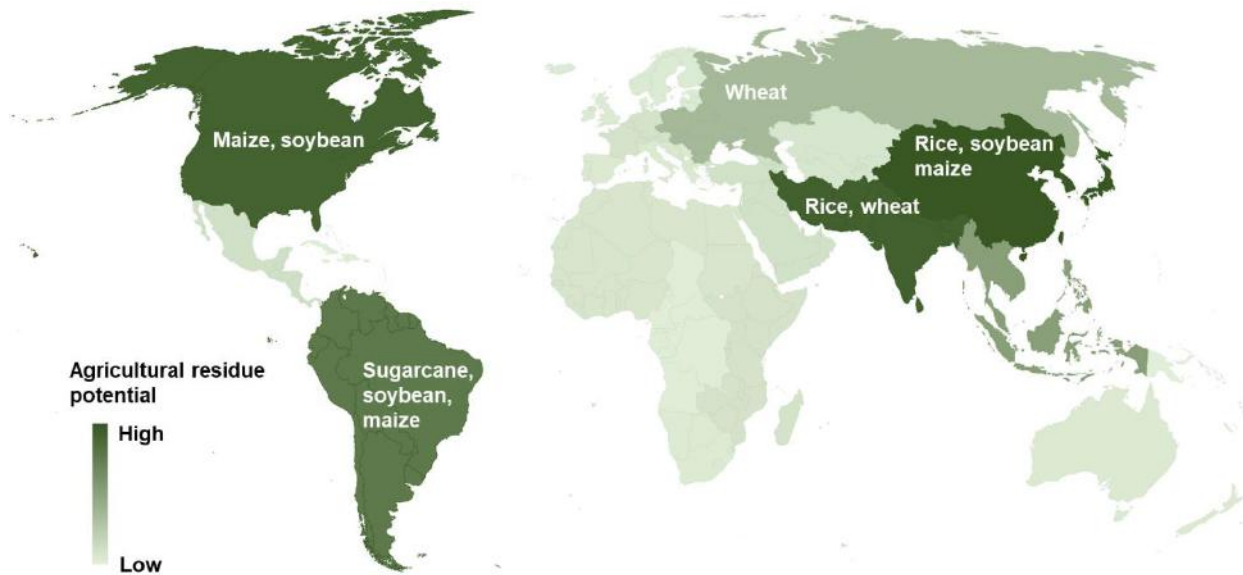 Wheat
Maize, soybean
Rice, soybean
maize
Rice, wheat
Sugarcane,
soybean,
maize
Agricultural residue
potential
High
Low